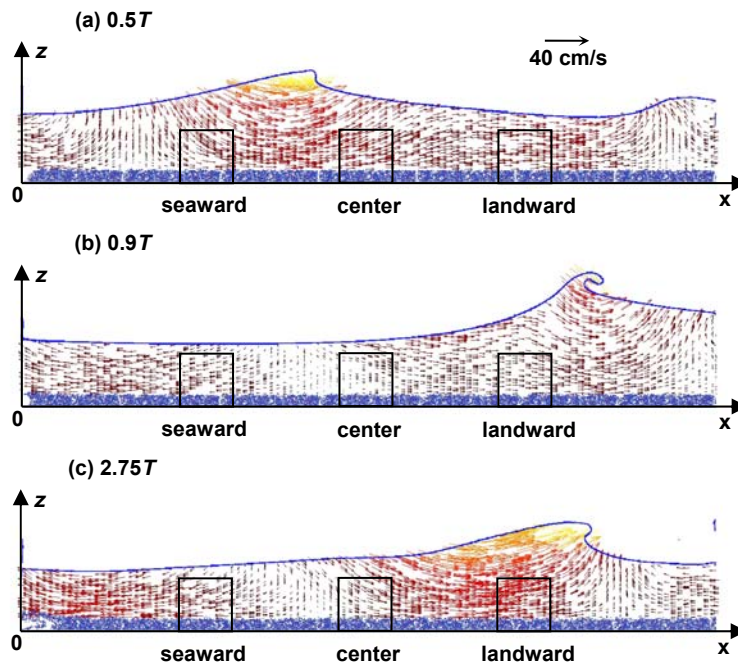 (a) 0.5T
z
40 cm/s
0
x
seaward center landward
(b) 0.9T
z
0
x
seaward center landward
(c) 2.75T
z
0
x
seaward center landward